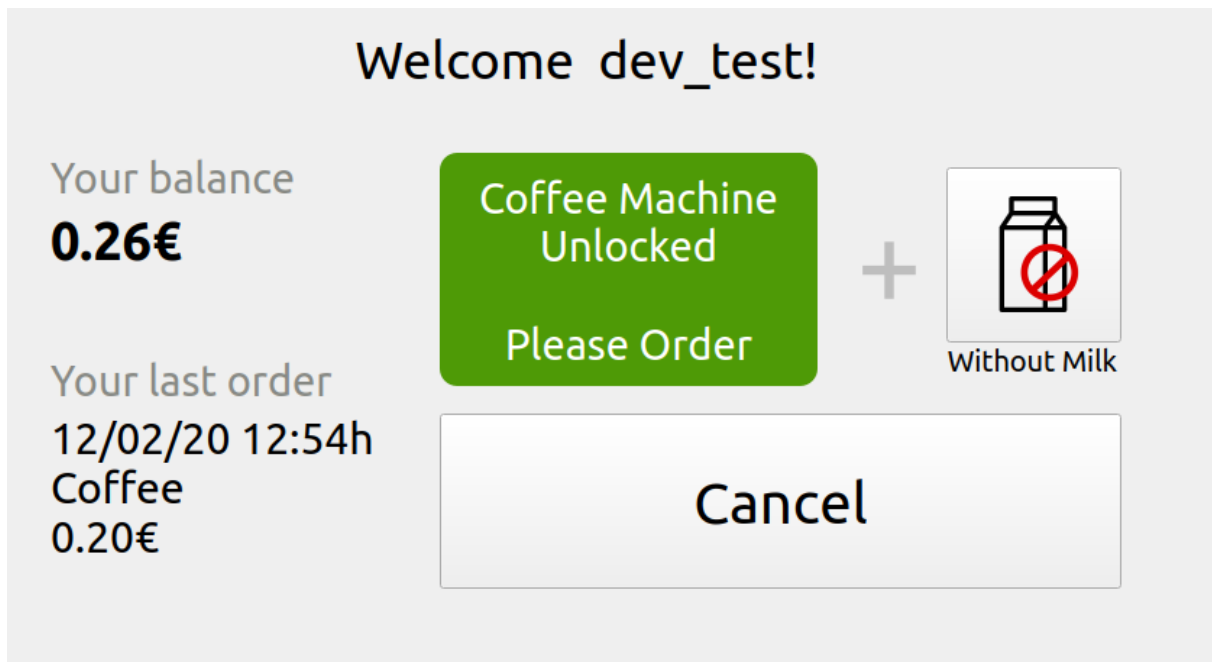 Welcome dev_test!
Your balance
0.26€
Your last order
12/02/20 12:54h
Coffee
0.20€
Coffee Machine
Unlocked
Please Order
+
Without Milk
Cancel